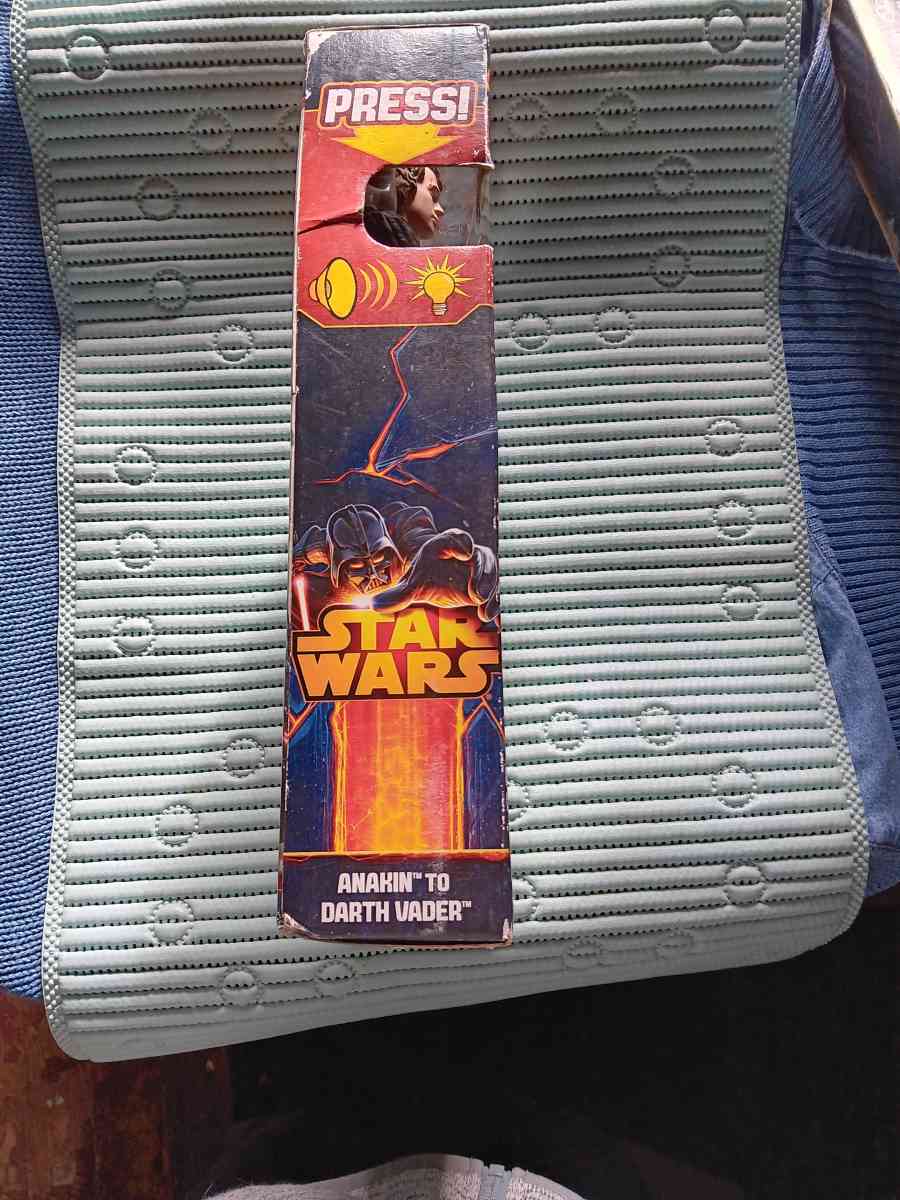 PRESS!
STAR
WARS
ANAKIN™ TO
DARTH VADER™